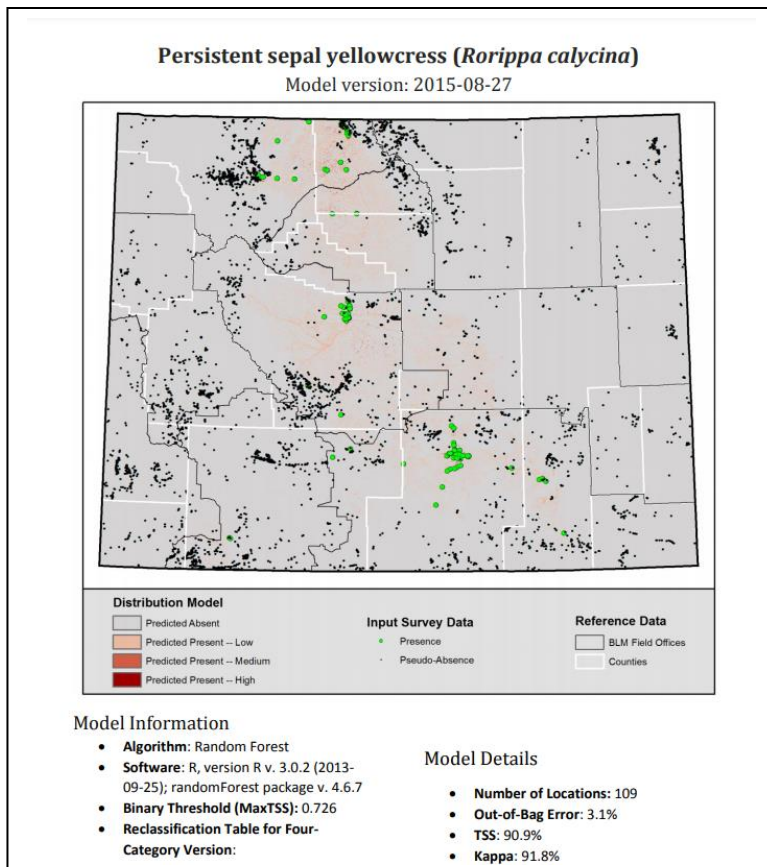 Persistent sepal yellowcress (Rorippa calycina)
Model version: 2015-08-27
Distribution Model
Predicted Absent
Predicted Present -- Low
Predicted Present -- Medium
Predicted Present -- High
Input Survey Data
Presence
Pseudo-Absence
Reference Data
BLM Field Offices
Counties
Model Information
• Algorithm: Random Forest
• Software: R, version R v. 3.0.2 (2013-
09-25); randomForest package v. 4.6.7
• Binary Threshold (MaxTSS): 0.726
• Reclassification Table for Four-
Category Version:
Model Details
• Number of Locations: 109
• Out-of-Bag Error: 3.1%
• TSS: 90.9%
• Kappa: 91.8%